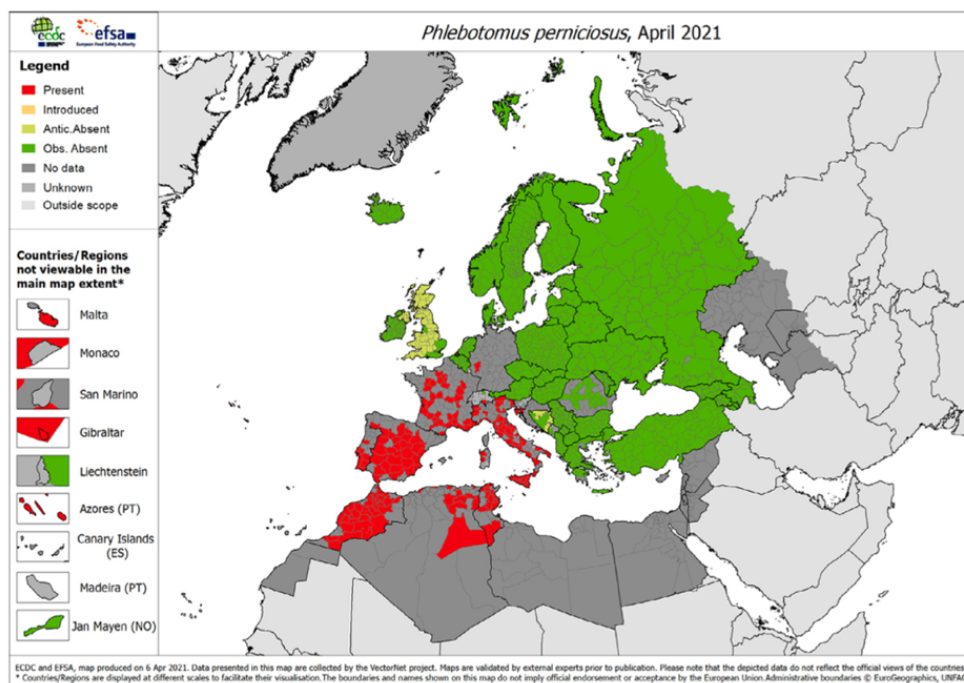 Phlebotomus perniciosus, April 2021
ecdc
efsa
European Food Safety Authority
Legend
Present
Introduced
Antic.Absent
Obs. Absent
No data
Unknown
Outside scope
Countries/Regions
not viewable in the
main map extent*
Malta
Monaco
San Marino
Gibraltar
Liechtenstein
Azores (PT)
Canary Islands
(ES)
Madeira (PT)
Jan Mayen (NO)
ECDC and EFSA, map produced on 6 Apr 2021. Data presented in this map are collected by the VectorNet project. Maps are validated by external experts prior to publication. Please note that the depicted data do not reflect the official views of the countries
* Countries/Regions are displayed at different scales to facilitate their visualisation.The boundaries and names shown on this map do not imply official endorsement or acceptance by the European Union.Administrative boundaries © EuroGeographics, UNFAO